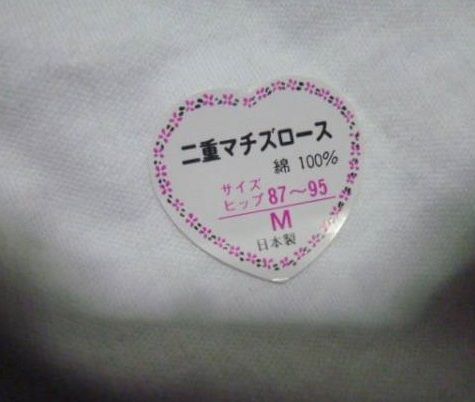 二重マチズロース
綿 100%
サイズ
ヒップ 87～95
M
日本製